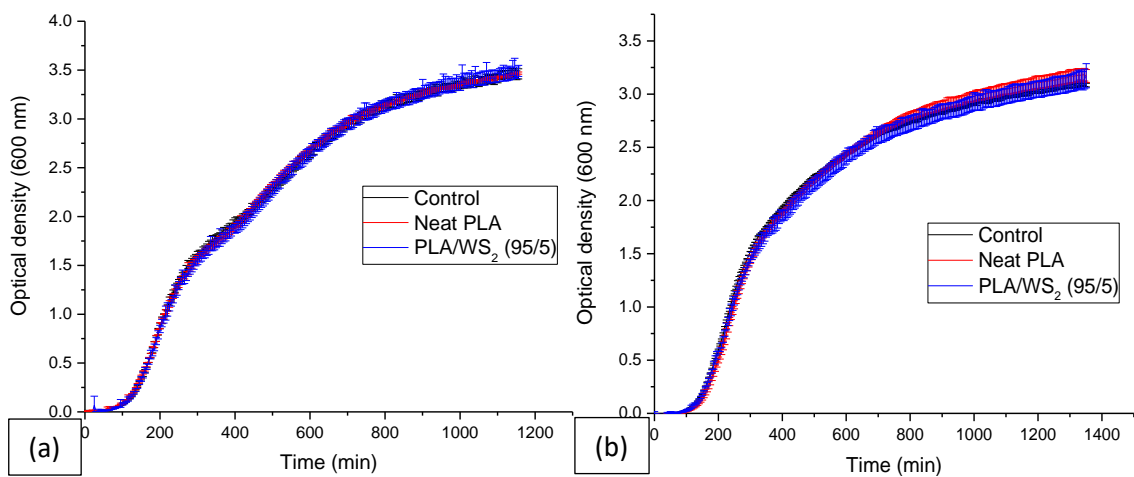 4.0
3.5
3.0
2.5
2.0
1.5
1.0
0.5
0.0
Optical density (600 nm)
Control
Neat PLA
PLA/WS₂ (95/5)
0 200 400 600 800 1000 1200
Time (min)
(a)
3.5
3.0
2.5
2.0
1.5
1.0
0.5
0.0
Optical density (600 nm)
Control
Neat PLA
PLA/WS₂ (95/5)
0 200 400 600 800 1000 1200 1400
Time (min)
(b)